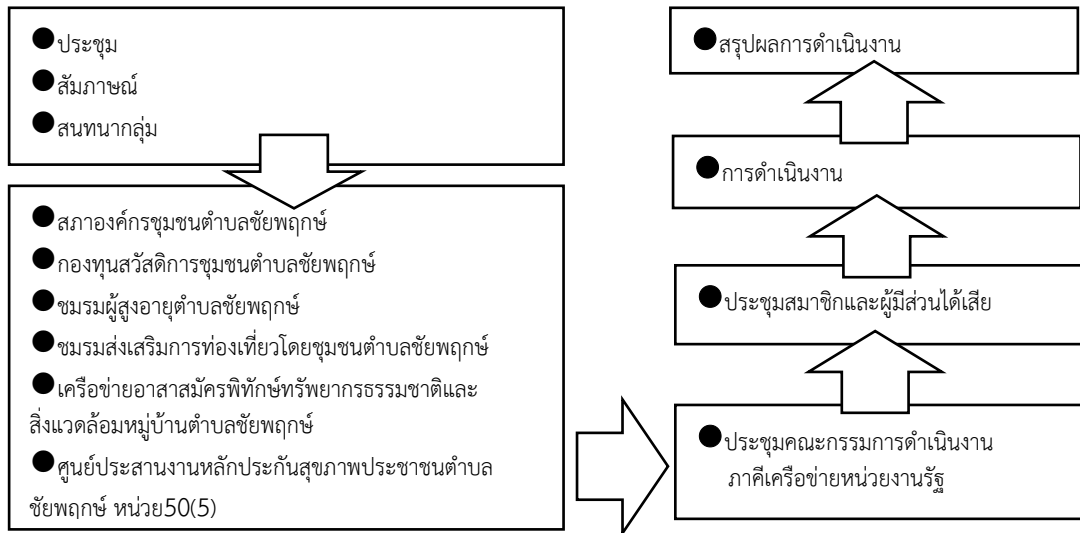 ●ประชุม
●สัมภาษณ์
●สนทนากลุ่ม
●สภาองค์กรชุมชนตำบลชัยพฤกษ์
●กองทุนสวัสดิการชุมชนตำบลชัยพฤกษ์
●ชมรมผู้สูงอายุตำบลชัยพฤกษ์
●ชมรมส่งเสริมการท่องเที่ยวโดยชุมชนตำบลชัยพฤกษ์
●เครือข่ายอาสาสมัครพิทักษ์ทรัพยากรธรรมชาติและ
สิ่งแวดล้อมหมู่บ้านตำบลชัยพฤกษ์
●ศูนย์ประสานงานหลักประกันสุขภาพประชาชนตำบล
ชัยพฤกษ์ หน่วย50(5)
●ประชุมคณะกรรมการดำเนินงาน
ภาคีเครือข่ายหน่วยงานรัฐ
●ประชุมสมาชิกและผู้มีส่วนได้เสีย
●การดำเนินงาน
●สรุปผลการดำเนินงาน